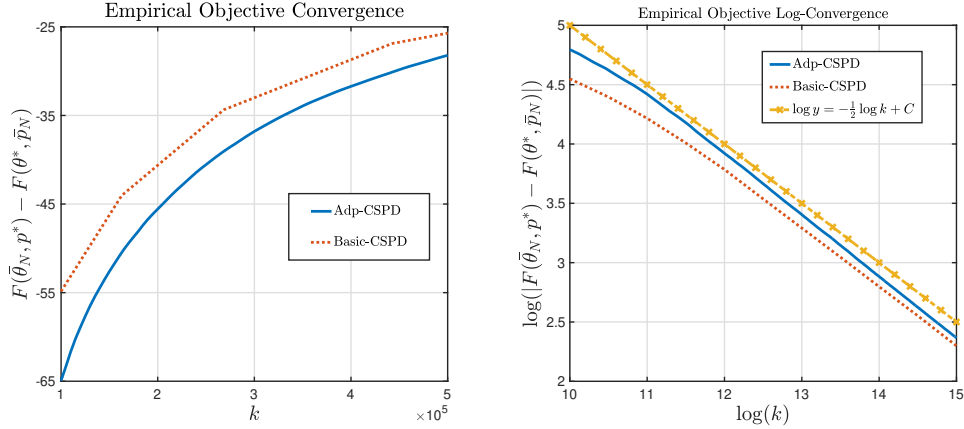 Empirical Objective Convergence
-25
-35
-45
-55
-65
1
2
3
4
5
×10⁵
k
F(θ̄_N, p*) − F(θ*, p̄_N)
Adp-CSPD
Basic-CSPD
Empirical Objective Log-Convergence
5
4.5
4
3.5
3
2.5
2
10
11
12
13
14
15
log(k)
log(|F(θ̄_N, p*) − F(θ*, p̄_N)|)
Adp-CSPD
Basic-CSPD
log y = −½ log k + C